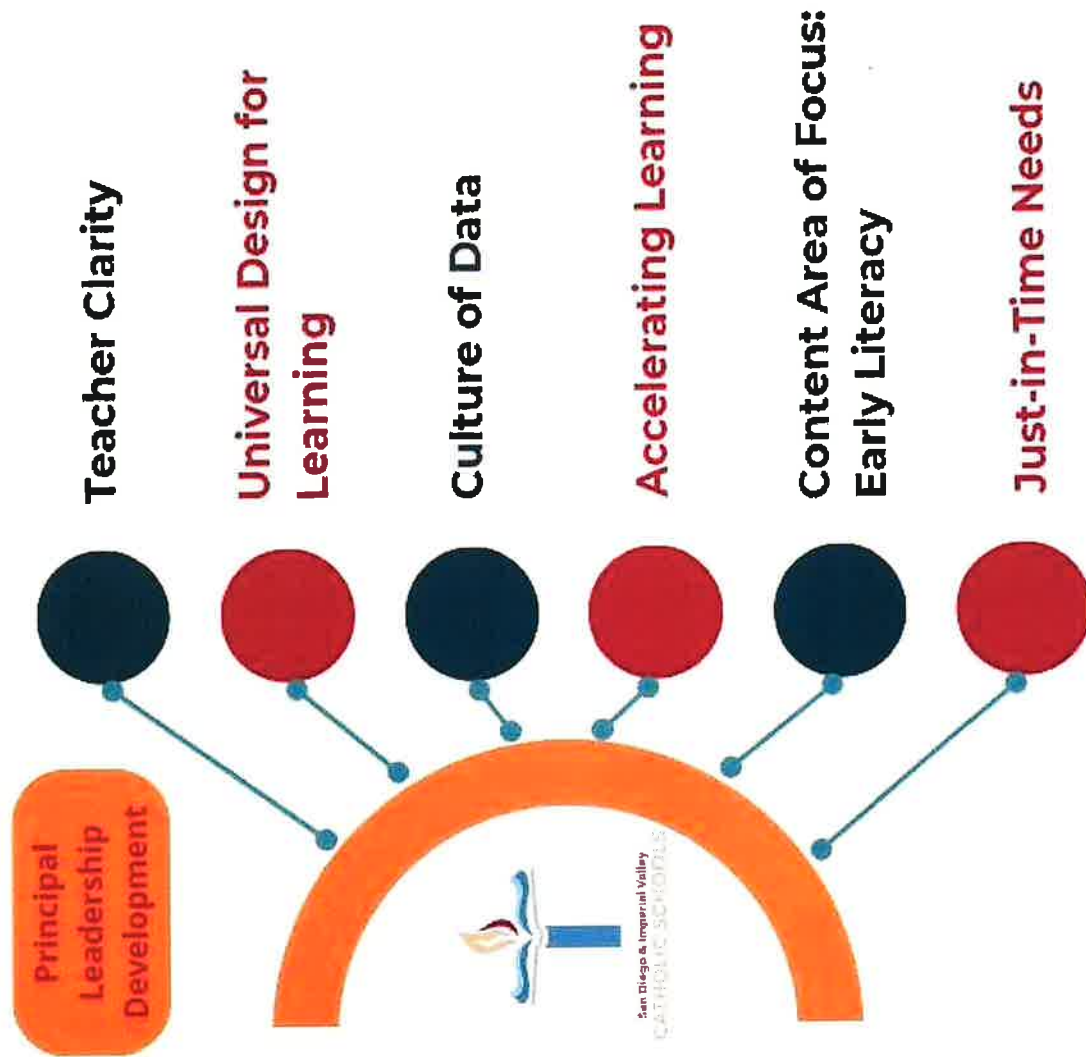 Principal
Leadership
Development
Teacher Clarity
Universal Design for
Learning
Culture of Data
Accelerating Learning
Content Area of Focus:
Early Literacy
Just-in-Time Needs
San Diego & Imperial Valley
CATHOLIC SCHOOLS